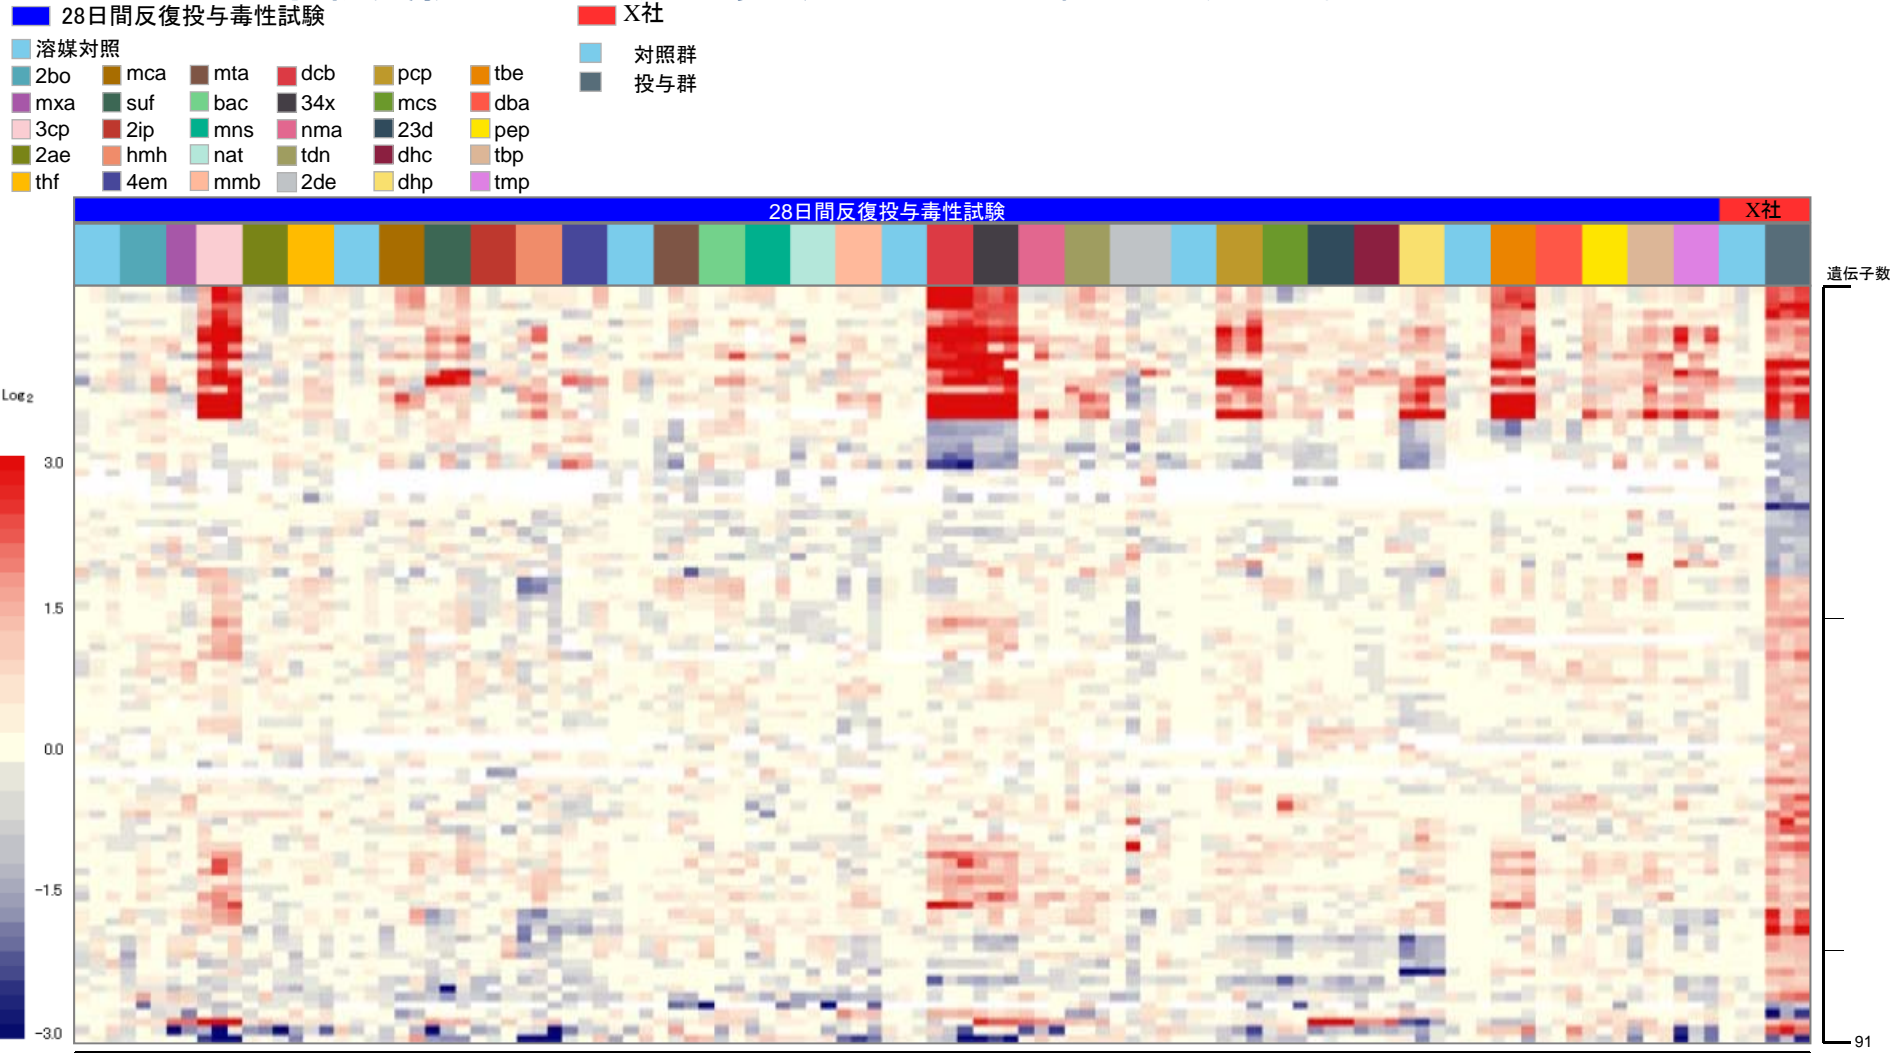 28日間反復投与毒性試験
X社
溶媒対照
対照群
投与群
2bo mca mta dcb pcp tbe
mxa suf bac 34x mcs dba
3cp 2ip mns nma 23d pep
2ae hmh nat tdn dhc tbp
thf 4em mmb 2de dhp tmp
28日間反復投与毒性試験 X社
遺伝子数
Log2
3.0
1.5
0.0
-1.5
-3.0
91